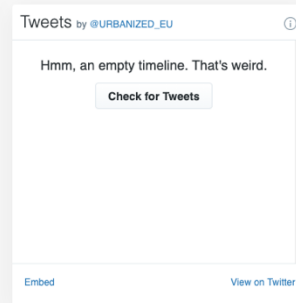 Tweets by @URBANIZED_EU
Hmm, an empty timeline. That's weird.
Check for Tweets
Embed
View on Twitter